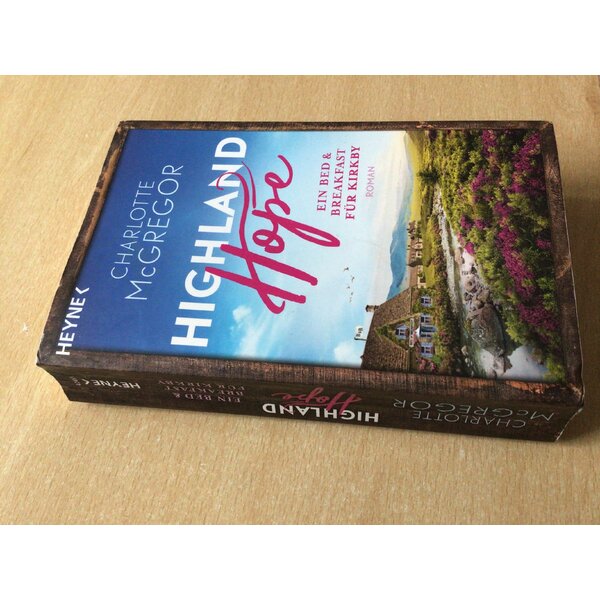 CHARLOTTE
McGREGOR
HIGHLAND
Hope
EIN BED &
BREAKFAST
FÜR KIRKBY
ROMAN
HEYNE <
HEYNE <
EIN BED &
BREAKFAST
FÜR KIRKBY
HIGHLAND
Hope
CHARLOTTE
McGREGOR